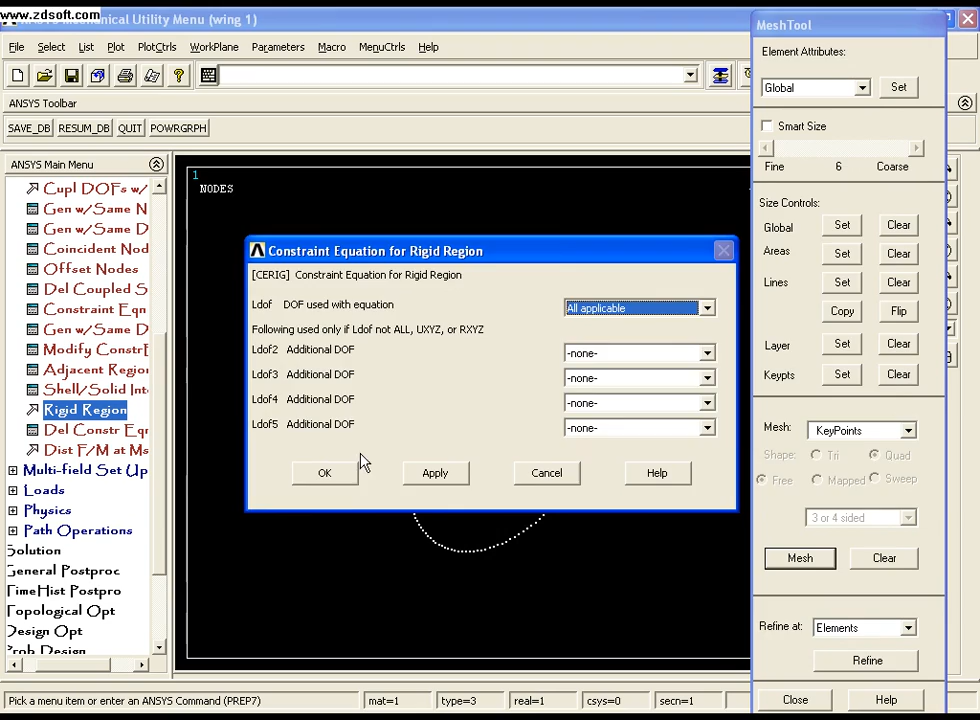 www.zdsoft.com
ANSYS Mechanical Utility Menu (wing 1)
File Select List Plot PlotCtrls WorkPlane Parameters Macro MenuCtrls Help
ANSYS Toolbar
SAVE_DB RESUM_DB QUIT POWRGRPH
ANSYS Main Menu
Cupl DOFs w/
Gen w/Same N
Gen w/Same D
Coincident Nod
Offset Nodes
Del Coupled S
Constraint Eqn
Gen w/Same D
Modify Constr
Adjacent Regio
Shell/Solid Int
Rigid Region
Del Constr Eqr
Dist F/M at Ms
Multi-field Set Up
Loads
Physics
Path Operations
Solution
General Postproc
TimeHist Postpro
Topological Opt
Design Opt
Prob Design
1
NODES
Constraint Equation for Rigid Region
[CERIG] Constraint Equation for Rigid Region
Ldof DOF used with equation All applicable
Following used only if Ldof not ALL, UXYZ, or RXYZ
Ldof2 Additional DOF -none-
Ldof3 Additional DOF -none-
Ldof4 Additional DOF -none-
Ldof5 Additional DOF -none-
OK Apply Cancel Help
MeshTool
Element Attributes:
Global Set
Smart Size
Fine 6 Coarse
Size Controls:
Global Set Clear
Areas Set Clear
Lines Set Clear
Copy Flip
Layer Set Clear
Keypts Set Clear
Mesh: KeyPoints
Shape: Tri Quad
Free Mapped Sweep
3 or 4 sided
Mesh Clear
Refine at: Elements
Refine
Close Help
Pick a menu item or enter an ANSYS Command (PREP7) mat=1 type=3 real=1 csys=0 secn=1